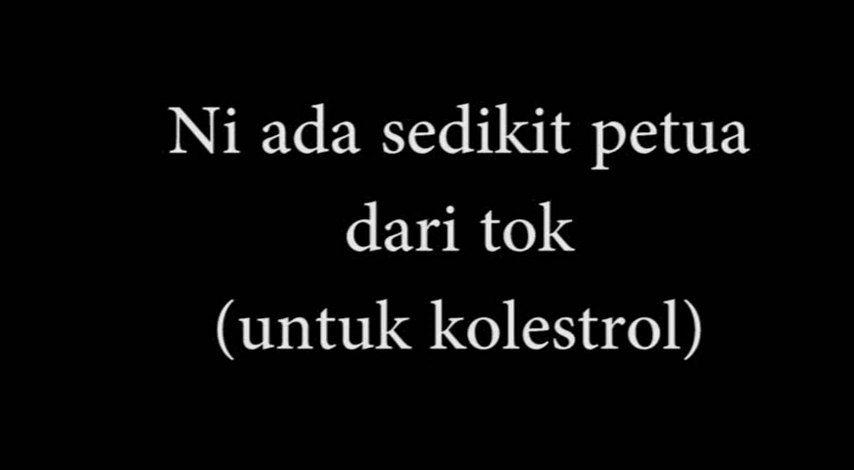 Ni ada sedikit petua
dari tok
(untuk kolestrol)